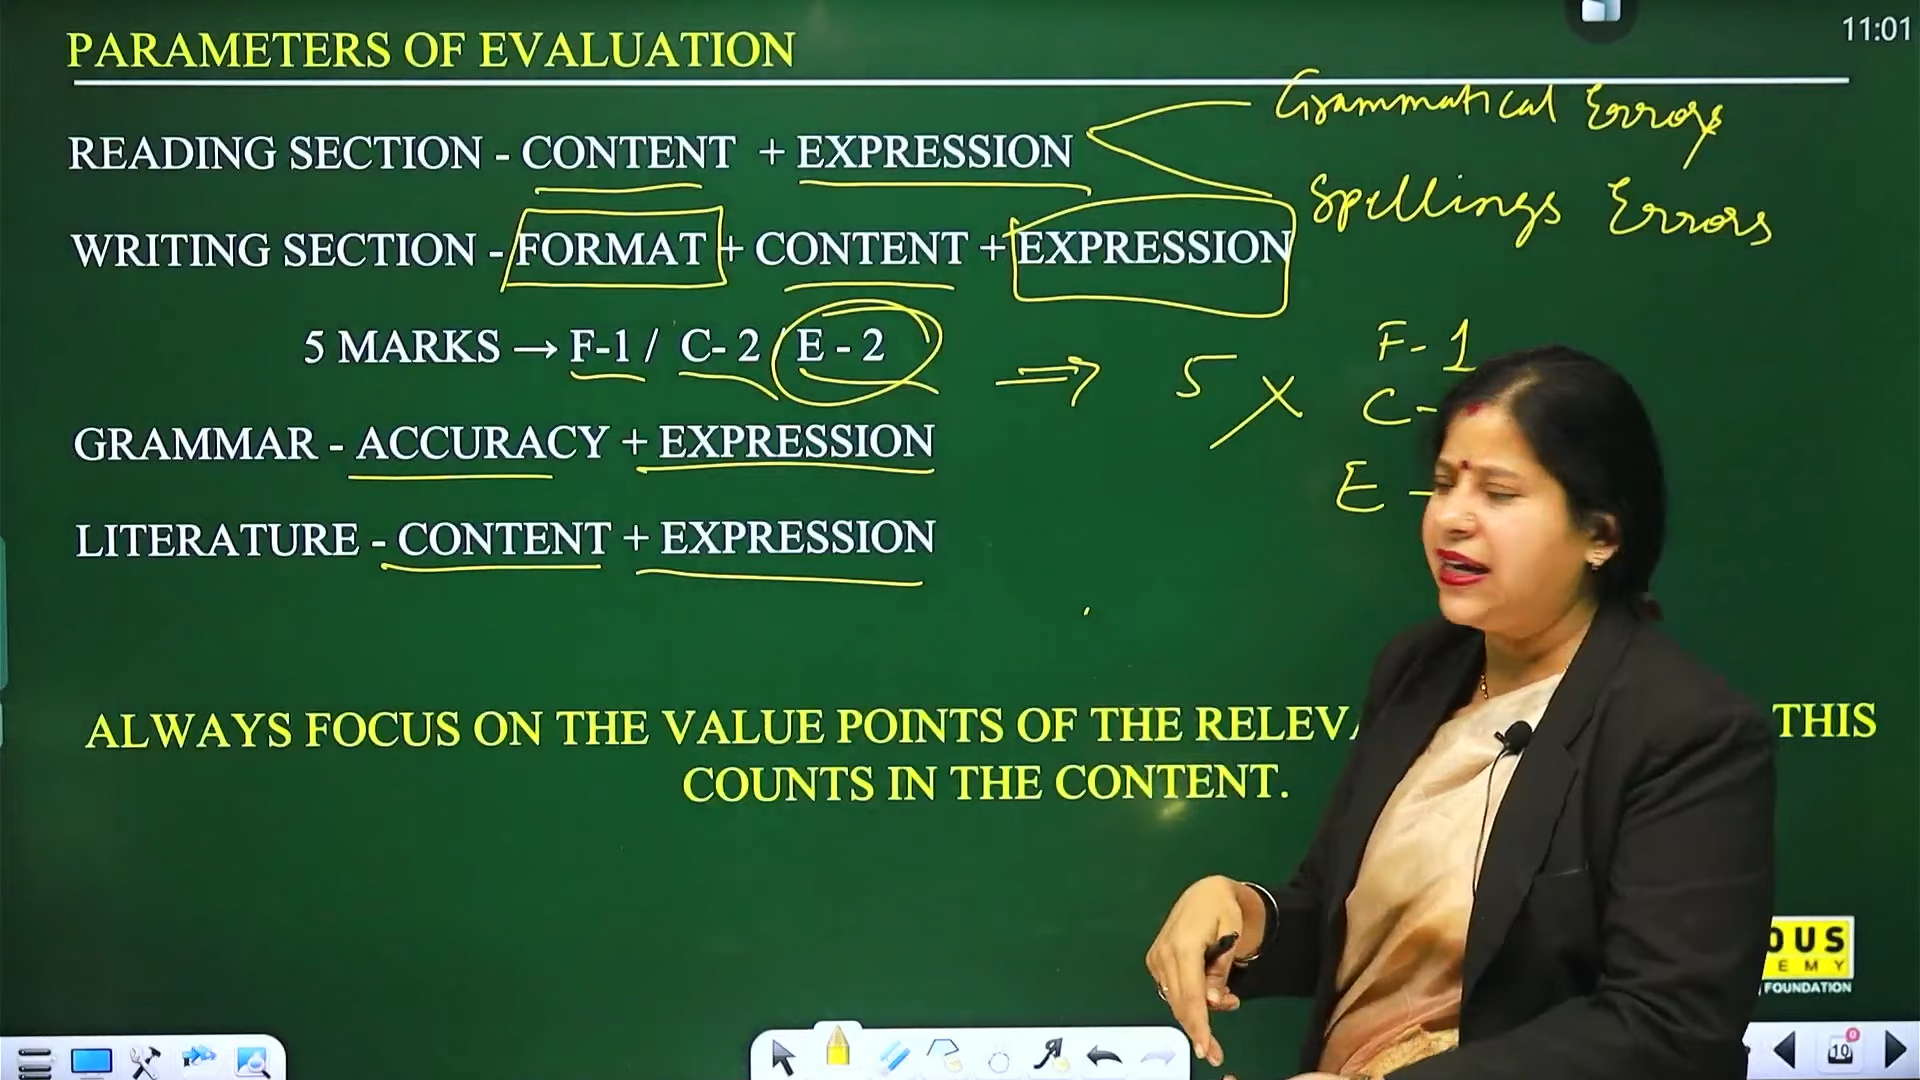 11:01
PARAMETERS OF EVALUATION
READING SECTION - CONTENT + EXPRESSION
Grammatical Errors
Spellings Errors
WRITING SECTION - FORMAT + CONTENT + EXPRESSION
5 MARKS → F-1 / C- 2 / E - 2
⇒ 5 X
F- 1
C-
E -
GRAMMAR - ACCURACY + EXPRESSION
LITERATURE - CONTENT + EXPRESSION
ALWAYS FOCUS ON THE VALUE POINTS OF THE THIS
COUNTS IN THE CONTENT.
FOUNDATION
10
0